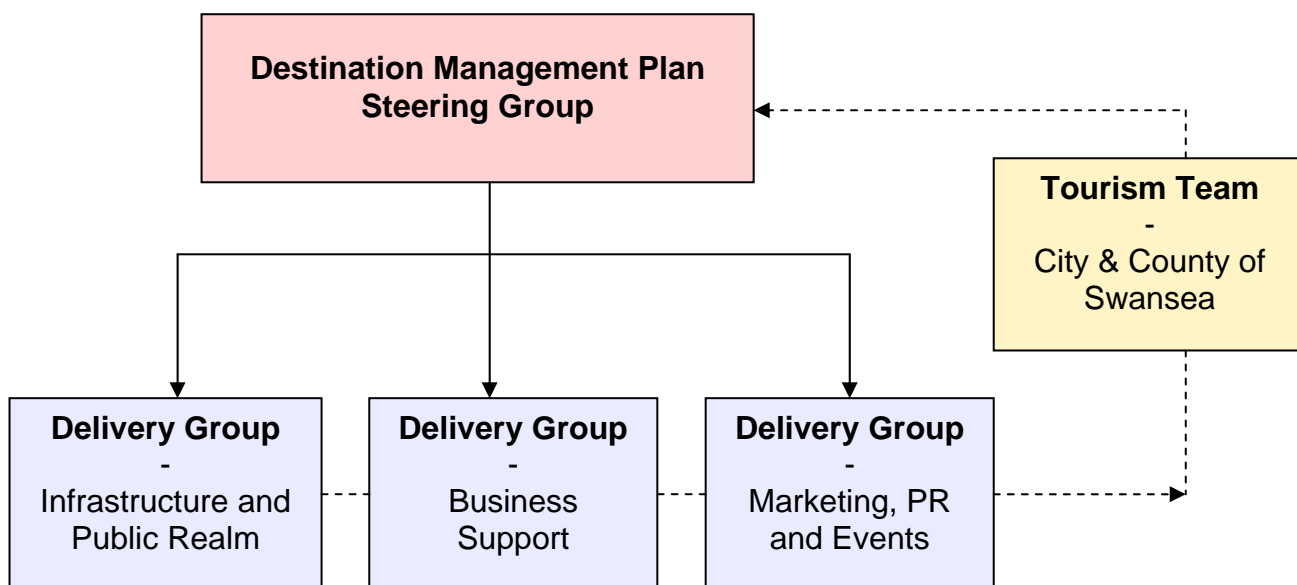 Destination Management Plan
Steering Group
Tourism Team
-
City & County of
Swansea
Delivery Group
-
Infrastructure and
Public Realm
Delivery Group
-
Business
Support
Delivery Group
-
Marketing, PR
and Events